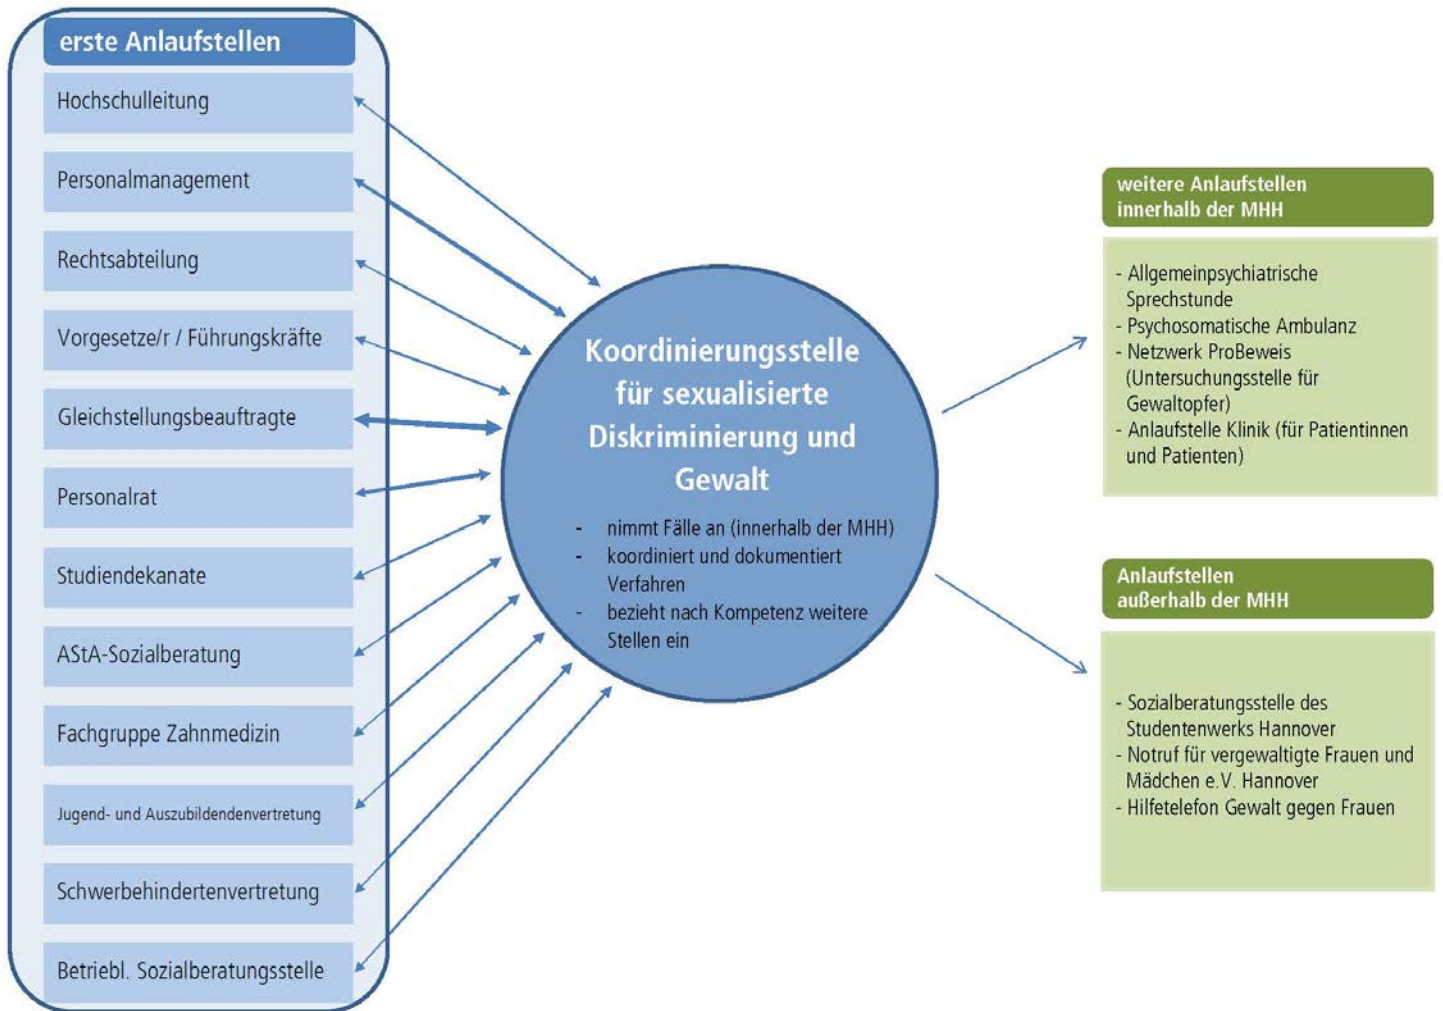 erste Anlaufstellen
Hochschulleitung
Personalmanagement
Rechtsabteilung
Vorgesetze/r / Führungskräfte
Gleichstellungsbeauftragte
Personalrat
Studiendekanate
AStA-Sozialberatung
Fachgruppe Zahnmedizin
Jugend- und Auszubildendenvertretung
Schwerbehindertenvertretung
Betriebl. Sozialberatungsstelle
Koordinierungsstelle
für sexualisierte
Diskriminierung und
Gewalt
- nimmt Fälle an (innerhalb der MHH)
- koordiniert und dokumentiert
Verfahren
- bezieht nach Kompetenz weitere
Stellen ein
weitere Anlaufstellen
innerhalb der MHH
- Allgemeinpsychiatrische
Sprechstunde
- Psychosomatische Ambulanz
- Netzwerk ProBeweis
(Untersuchungsstelle für
Gewaltopfer)
- Anlaufstelle Klinik (für Patientinnen
und Patienten)
Anlaufstellen
außerhalb der MHH
- Sozialberatungsstelle des
Studentenwerks Hannover
- Notruf für vergewaltigte Frauen und
Mädchen e.V. Hannover
- Hilfetelefon Gewalt gegen Frauen